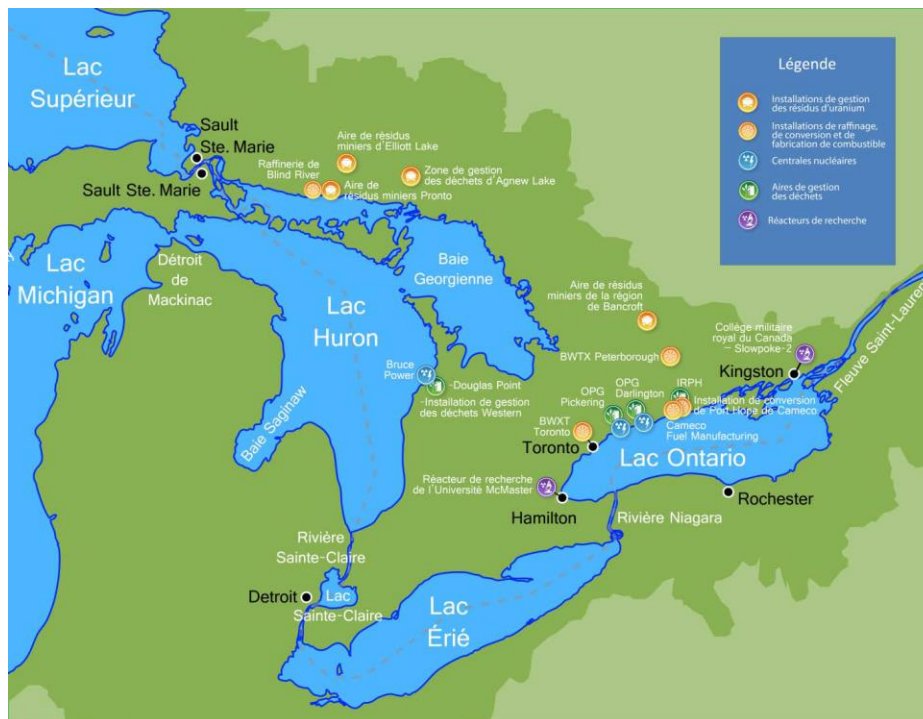 Lac
Supérieur
Sault
Ste. Marie
Sault Ste. Marie
Raffinerie de
Blind River
Aire de résidus
miniers d'Elliott Lake
Aire de
résidus miniers Pronto
Zone de gestion
des déchets d'Agnew Lake
Légende
Installations de gestion
des résidus d'uranium
Installations de raffinage,
de conversion et de
fabrication de combustible
Centrales nucléaires
Aires de gestion
des déchets
Réacteurs de recherche
Lac
Michigan
Détroit
de
Mackinac
Lac
Huron
Baie
Georgienne
Aire de résidus
miniers de la région
de Bancroft
BWTX Peterborough
Collège militaire
royal du Canada
– Slowpoke-2
Kingston
Fleuve Saint-Laurent
Bruce
Power
-Douglas Point
-Installation de gestion
des déchets Western
Baie Saginaw
OPG
Pickering
OPG
Darlington
IRPH
Installation de conversion
de Port Hope de Cameco
Cameco
Fuel Manufacturing
BWXT
Toronto
Toronto
Lac Ontario
Réacteur de recherche
de l'Université McMaster
Hamilton
Rivière Niagara
Rochester
Rivière
Sainte-Claire
Detroit
Lac
Sainte-Claire
Lac
Érié